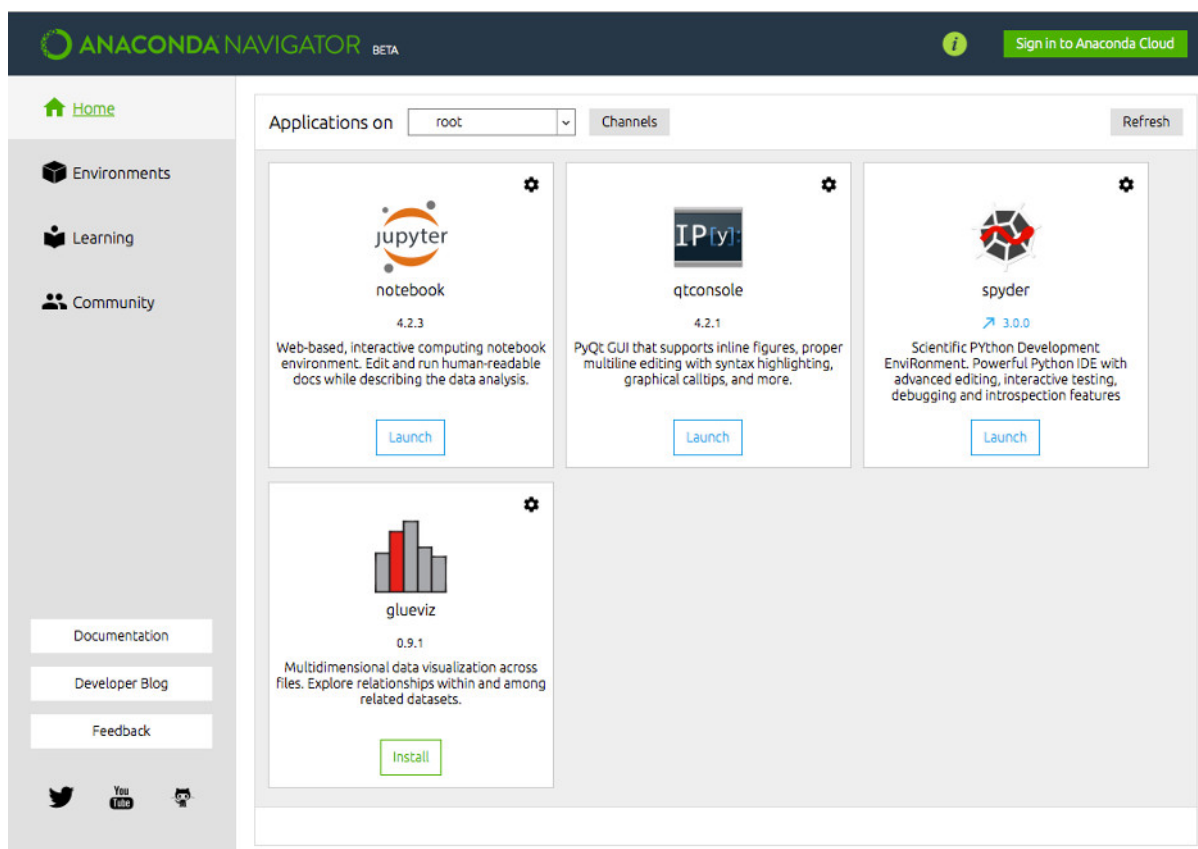 ANACONDA NAVIGATOR BETA
i
Sign in to Anaconda Cloud
Home
Environments
Learning
Community
Documentation
Developer Blog
Feedback
You
Tube
Applications on root Channels Refresh
jupyter
notebook
4.2.3
Web-based, interactive computing notebook
environment. Edit and run human-readable
docs while describing the data analysis.
Launch
IP[y]:
qtconsole
4.2.1
PyQt GUI that supports inline figures, proper
multiline editing with syntax highlighting,
graphical calltips, and more.
Launch
spyder
3.0.0
Scientific PYthon Development
EnviRonment. Powerful Python IDE with
advanced editing, interactive testing,
debugging and introspection features
Launch
glueviz
0.9.1
Multidimensional data visualization across
files. Explore relationships within and among
related datasets.
Install